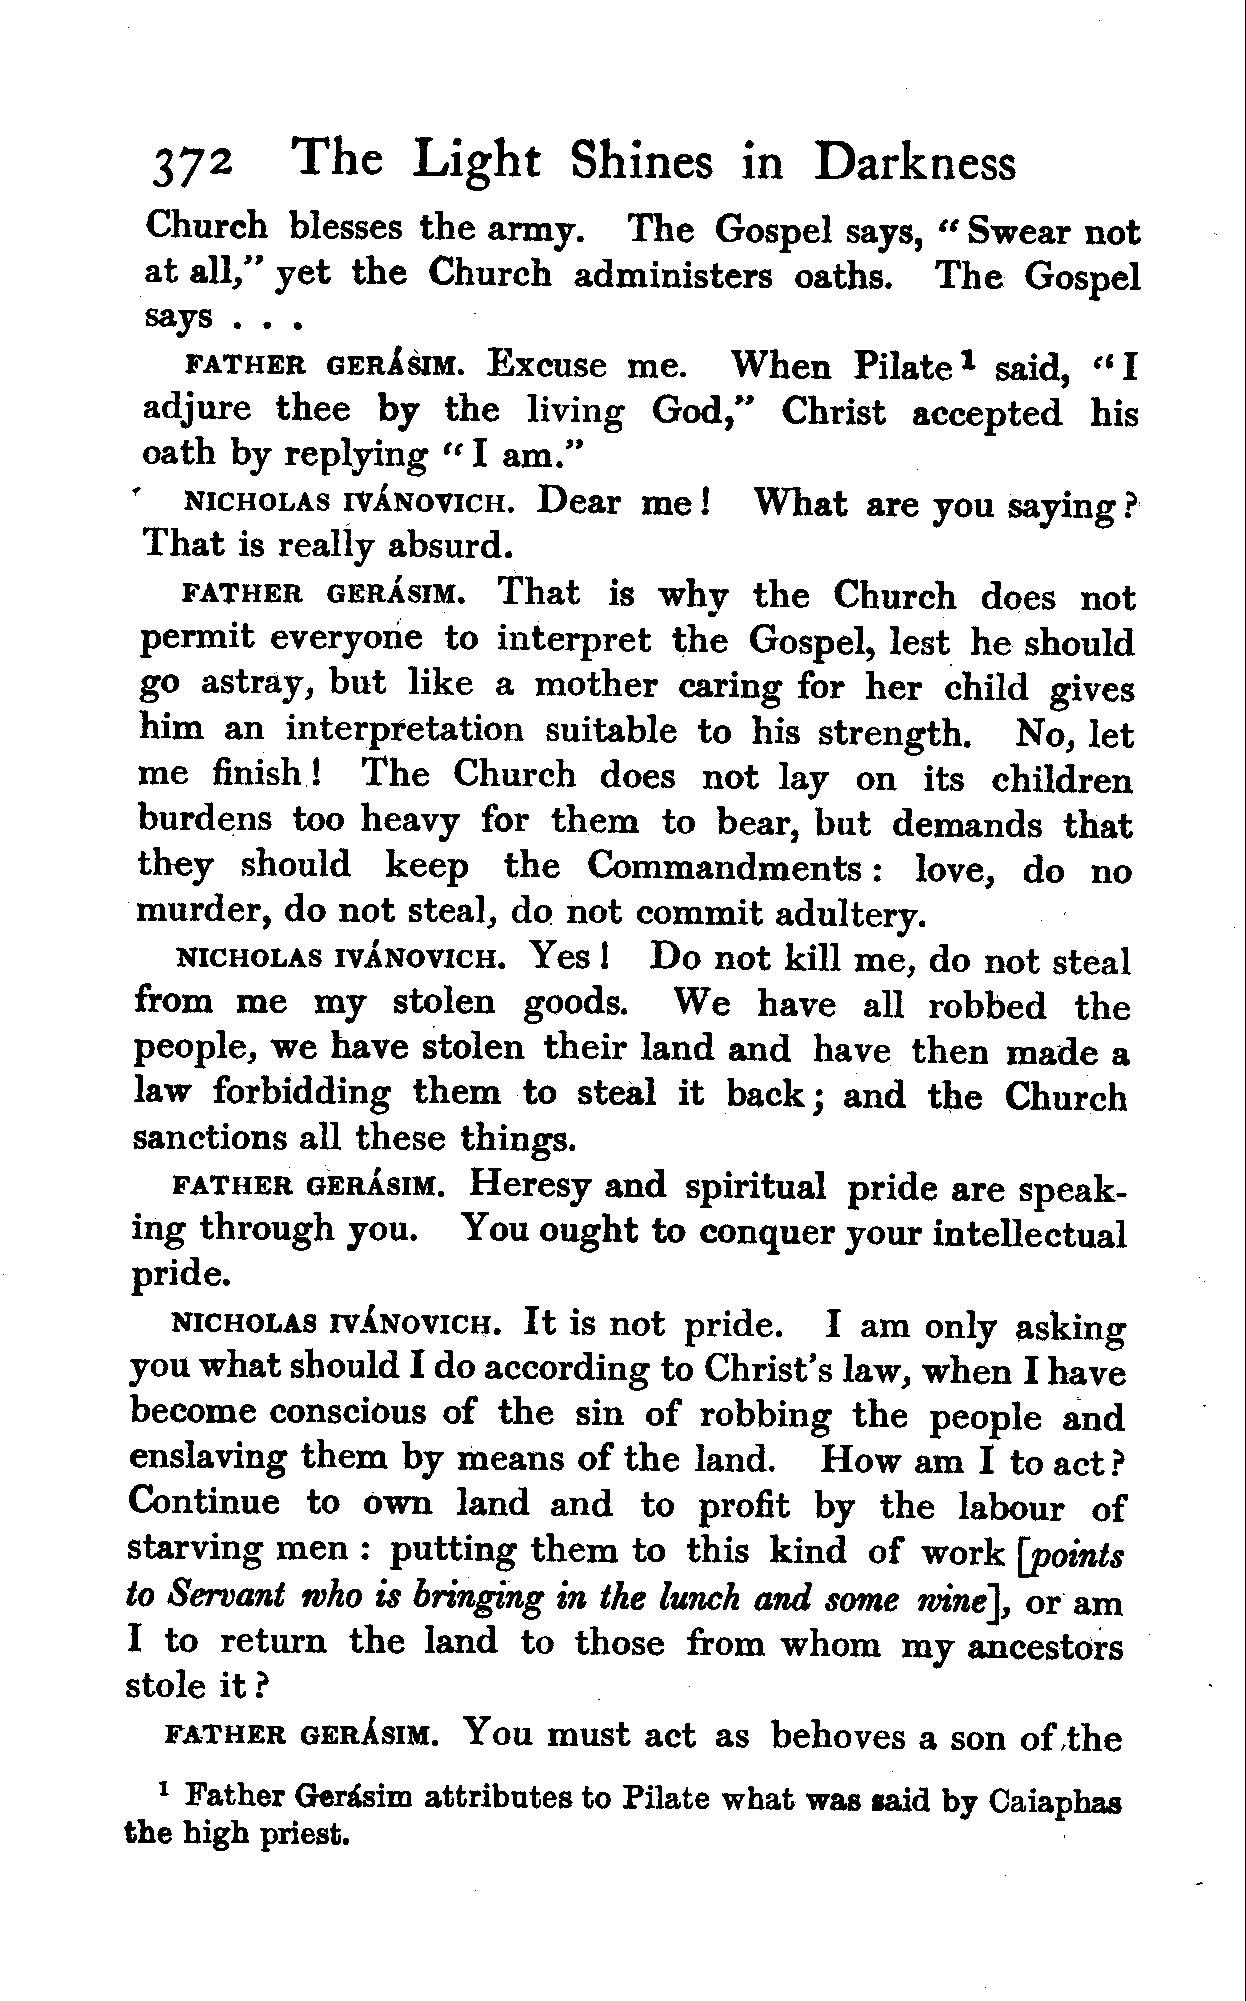 372 The Light Shines in Darkness
Church blesses the army. The Gospel says, “Swear not
at all,” yet the Church administers oaths. The Gospel
says . . .
FATHER GERÁSIM. Excuse me. When Pilate¹ said, “I
adjure thee by the living God,” Christ accepted his
oath by replying “I am.”
NICHOLAS IVÁNOVICH. Dear me! What are you saying?
That is really absurd.
FATHER GERÁSIM. That is why the Church does not
permit everyone to interpret the Gospel, lest he should
go astray, but like a mother caring for her child gives
him an interpretation suitable to his strength. No, let
me finish! The Church does not lay on its children
burdens too heavy for them to bear, but demands that
they should keep the Commandments: love, do no
murder, do not steal, do not commit adultery.
NICHOLAS IVÁNOVICH. Yes! Do not kill me, do not steal
from me my stolen goods. We have all robbed the
people, we have stolen their land and have then made a
law forbidding them to steal it back; and the Church
sanctions all these things.
FATHER GERÁSIM. Heresy and spiritual pride are speak-
ing through you. You ought to conquer your intellectual
pride.
NICHOLAS IVÁNOVICH. It is not pride. I am only asking
you what should I do according to Christ's law, when I have
become conscious of the sin of robbing the people and
enslaving them by means of the land. How am I to act?
Continue to own land and to profit by the labour of
starving men: putting them to this kind of work [points
to Servant who is bringing in the lunch and some wine], or am
I to return the land to those from whom my ancestors
stole it?
FATHER GERÁSIM. You must act as behoves a son of the
¹ Father Gerásim attributes to Pilate what was said by Caiaphas
the high priest.